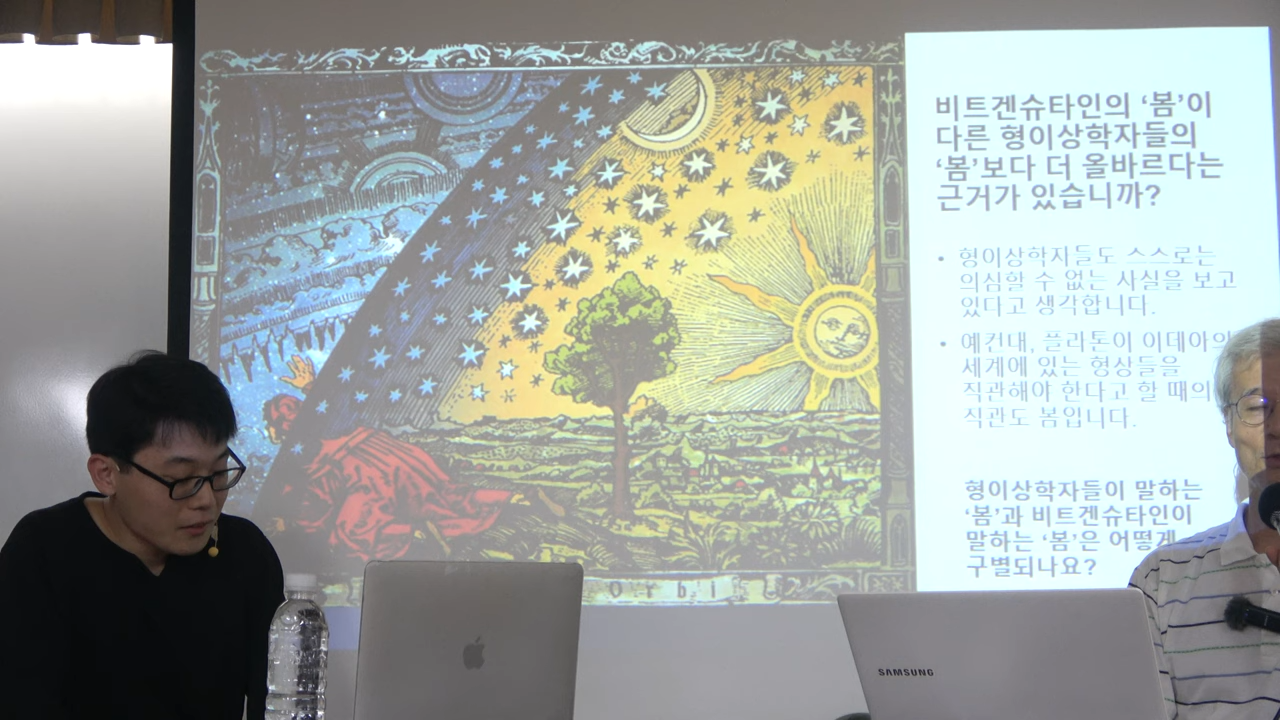 비트겐슈타인의 ‘봄’이
다른 형이상학자들의
‘봄’보다 더 올바르다는
근거가 있습니까?
• 형이상학자들도 스스로는
의심할 수 없는 사실을 보고
있다고 생각합니다.
• 예컨대, 플라톤이 이데아의
세계에 있는 형상들을
직관해야 한다고 할 때의
직관도 봄입니다.
형이상학자들이 말하는
‘봄’과 비트겐슈타인이
말하는 ‘봄’은 어떻게
구별되나요?
orbi
SAMSUNG